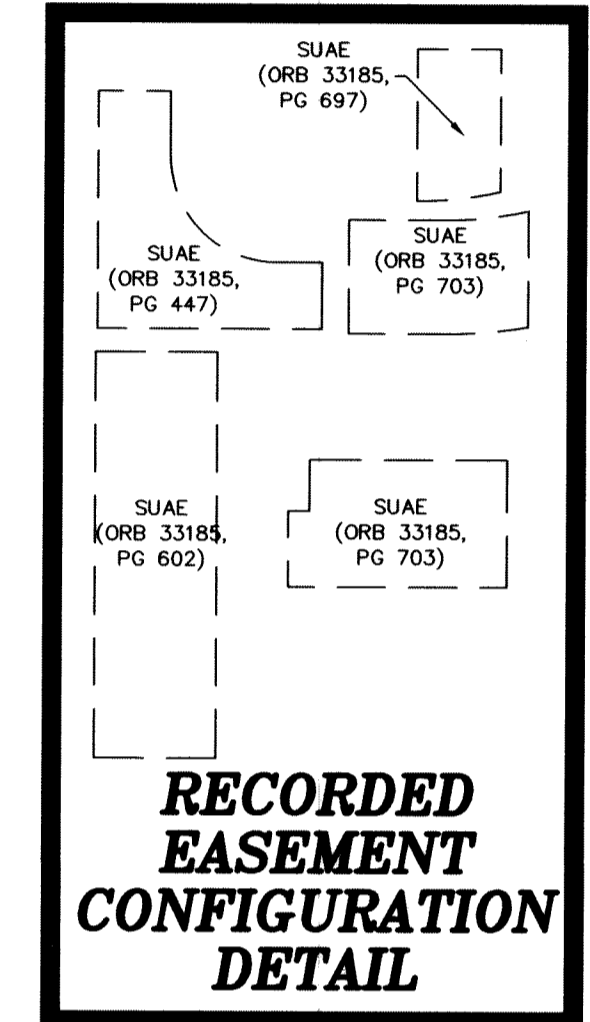 SUAE
(ORB 33185,
PG 697)
SUAE
(ORB 33185,
PG 447)
SUAE
(ORB 33185,
PG 703)
SUAE
(ORB 33185,
PG 602)
SUAE
(ORB 33185,
PG 703)
RECORDED
EASEMENT
CONFIGURATION
DETAIL